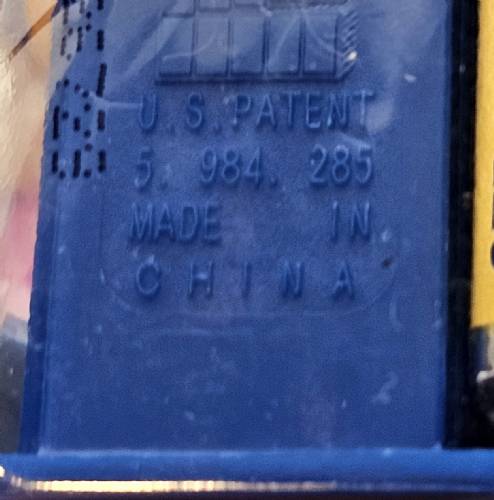 U.S.PATENT
5. 984. 285
MADE IN
CHINA